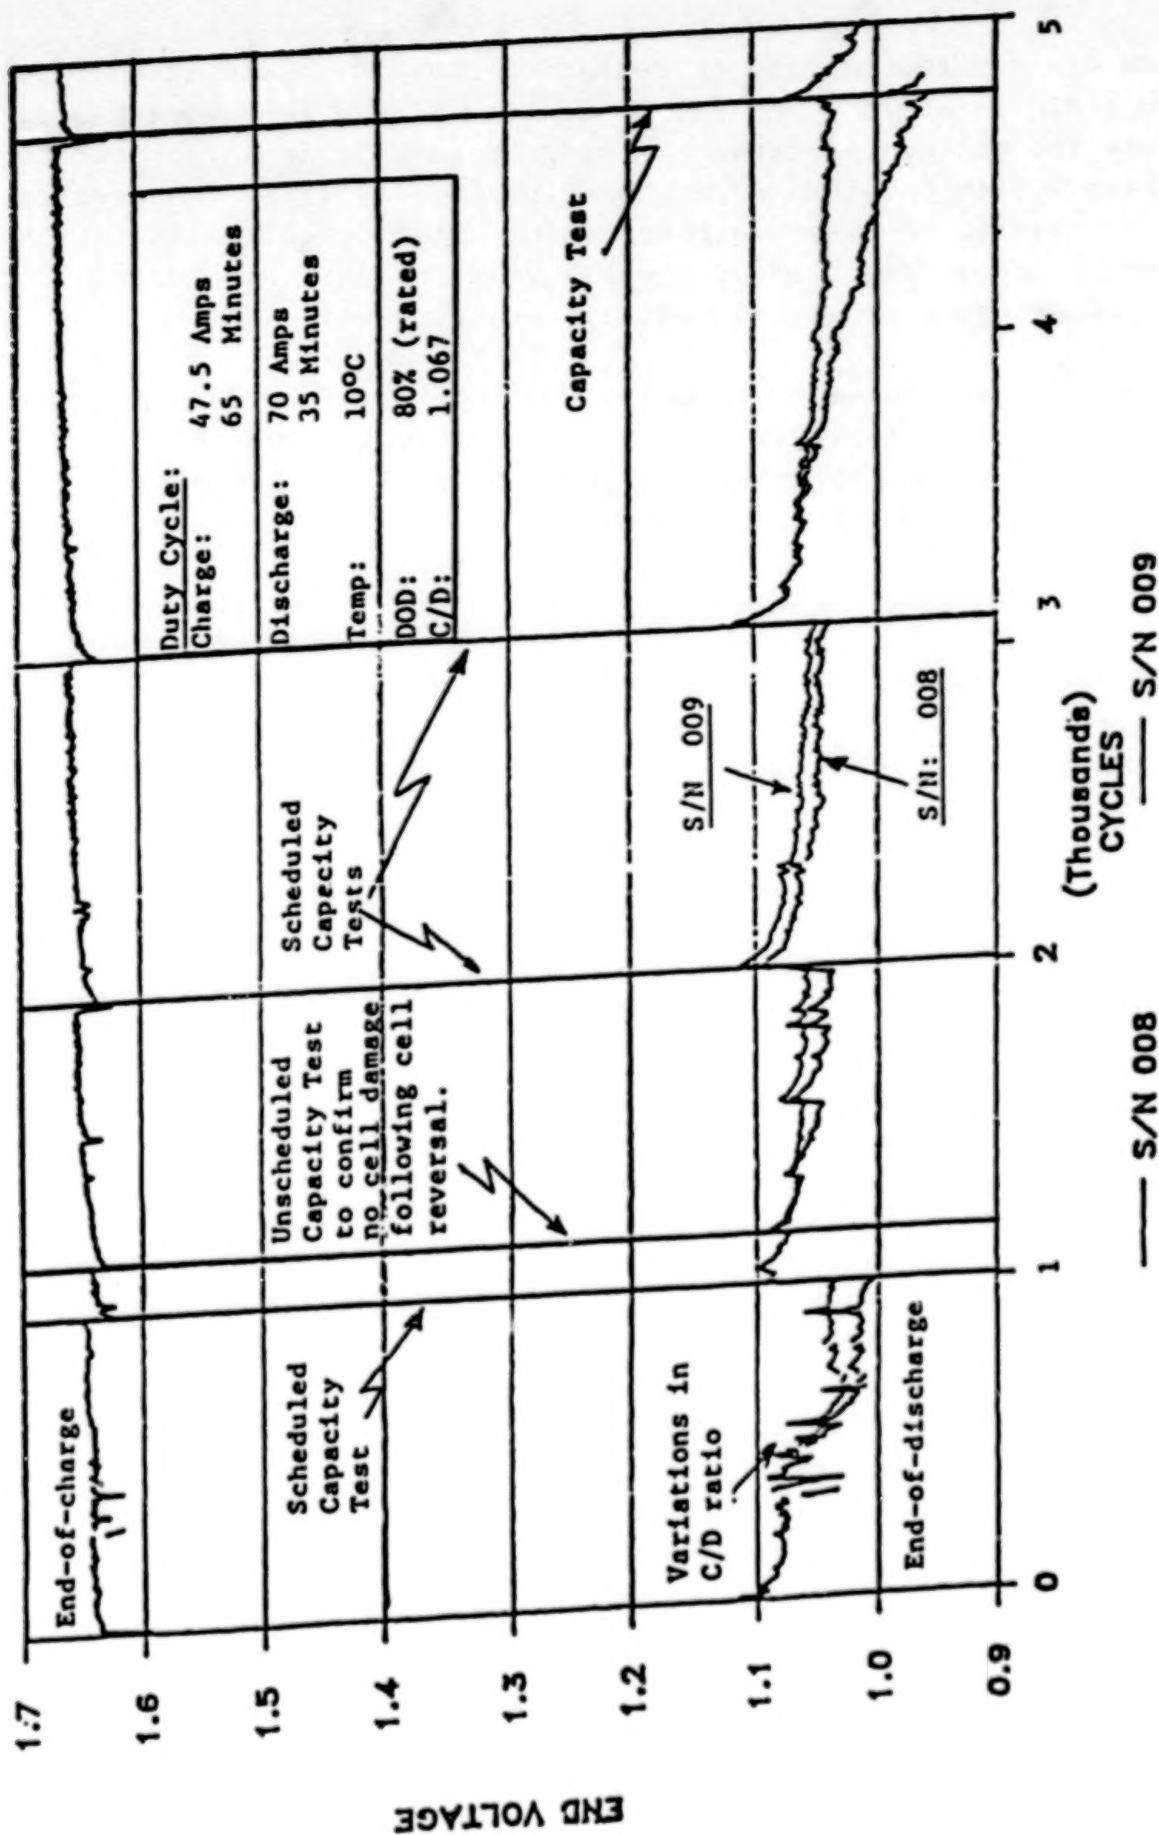 END VOLTAGE
1.7
1.6
1.5
1.4
1.3
1.2
1.1
1.0
0.9
End-of-charge
Scheduled
Capacity
Test
Unscheduled
Capacity Test
to confirm
no cell damage
following cell
reversal.
Scheduled
Capacity
Tests
Duty Cycle:
Charge: 47.5 Amps
65 Minutes
Discharge: 70 Amps
35 Minutes
Temp: 10°C
DOD: 80% (rated)
C/D: 1.067
Capacity Test
Variations in
C/D ratio
End-of-discharge
S/N 009
S/N: 008
0
1
2
3
4
5
(Thousands)
CYCLES
S/N 008
S/N 009